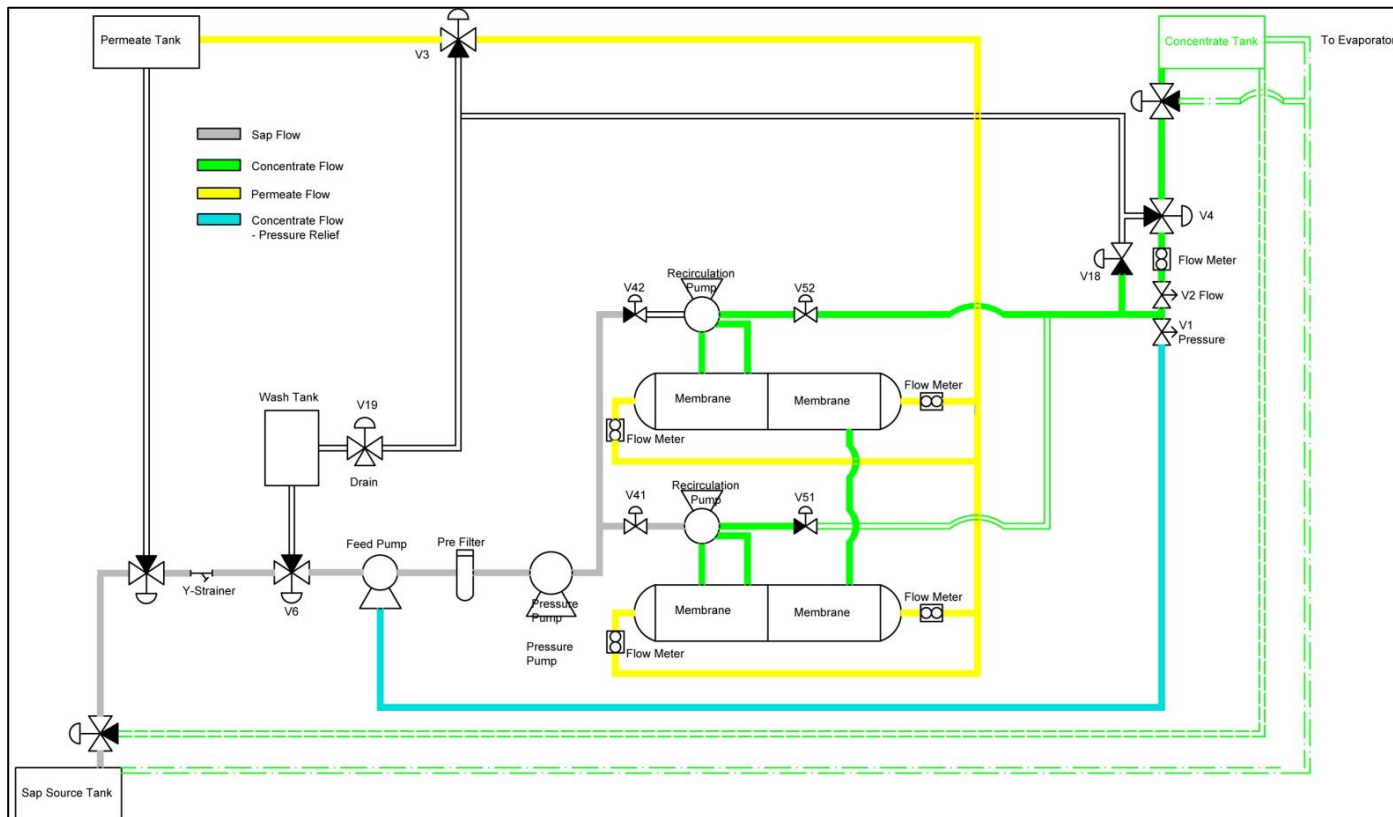 Permeate Tank
V3
Concentrate Tank
To Evaporator
Sap Flow
Concentrate Flow
Permeate Flow
Concentrate Flow
- Pressure Relief
V4
Flow Meter
V18
V2 Flow
V1
Pressure
Recirculation
Pump
V42
V52
Membrane
Membrane
Flow Meter
Flow Meter
Wash Tank
V19
Drain
Recirculation
Pump
V41
V51
Feed Pump
Pre Filter
Pressure
Pump
Pressure
Pump
Y-Strainer
V6
Membrane
Membrane
Flow Meter
Flow Meter
Sap Source Tank